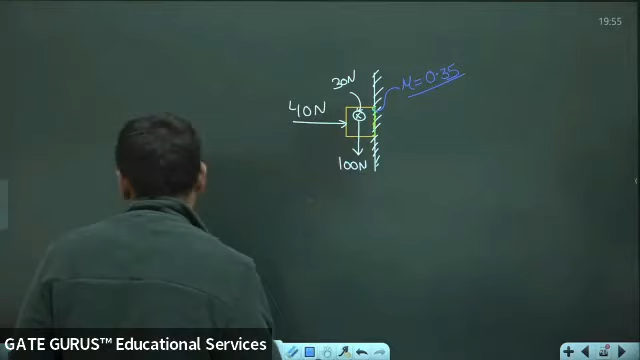 19:55
30N
μ = 0.35
40N
100N
GATE GURUS™ Educational Services